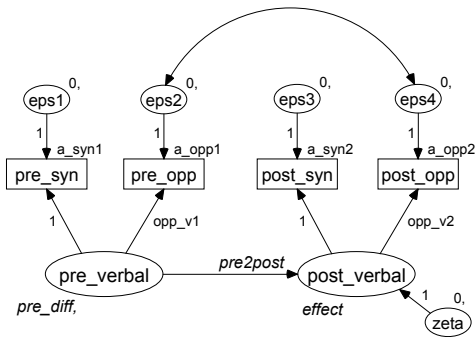 0, 0, 0, 0,
eps1 eps2 eps3 eps4
1 1 1 1
a_syn1 a_opp1 a_syn2 a_opp2
pre_syn pre_opp post_syn post_opp
1 opp_v1 1 opp_v2
pre2post
pre_verbal post_verbal
pre_diff, effect
1 0,
zeta